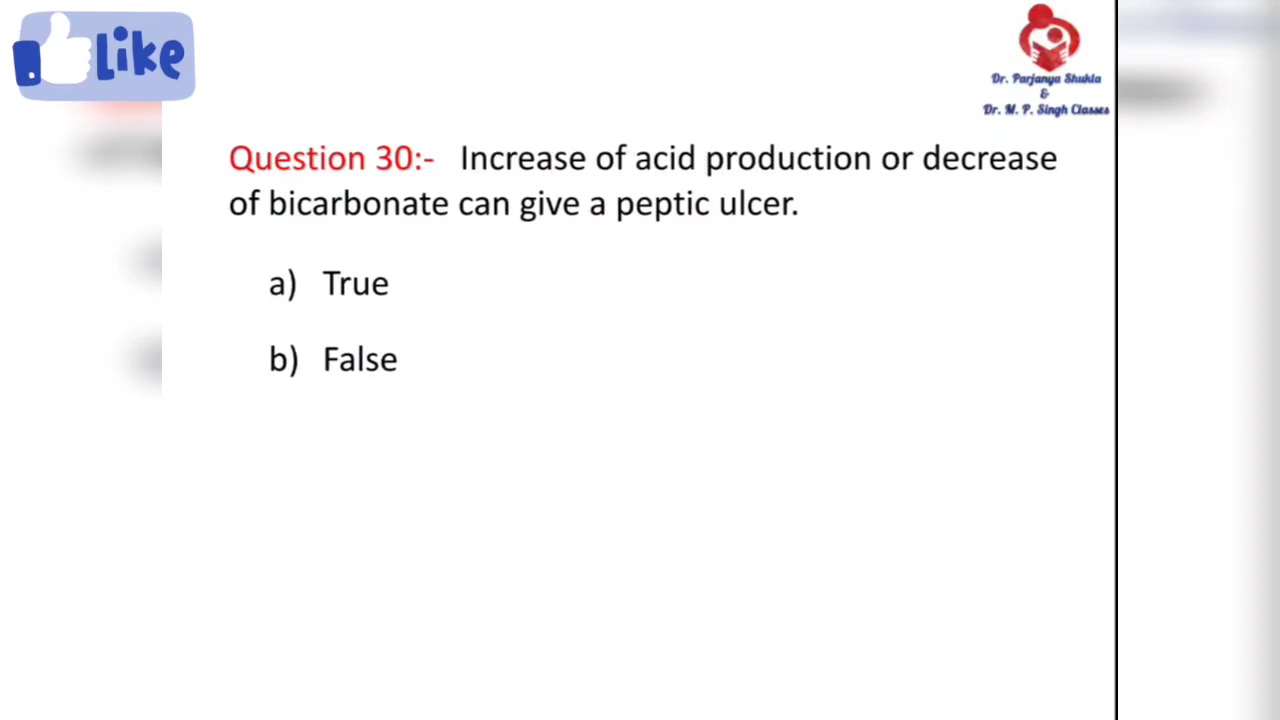 Like
Dr. Parjanya Shukla
&
Dr. M. P. Singh Classes
Question 30:- Increase of acid production or decrease
of bicarbonate can give a peptic ulcer.
a) True
b) False